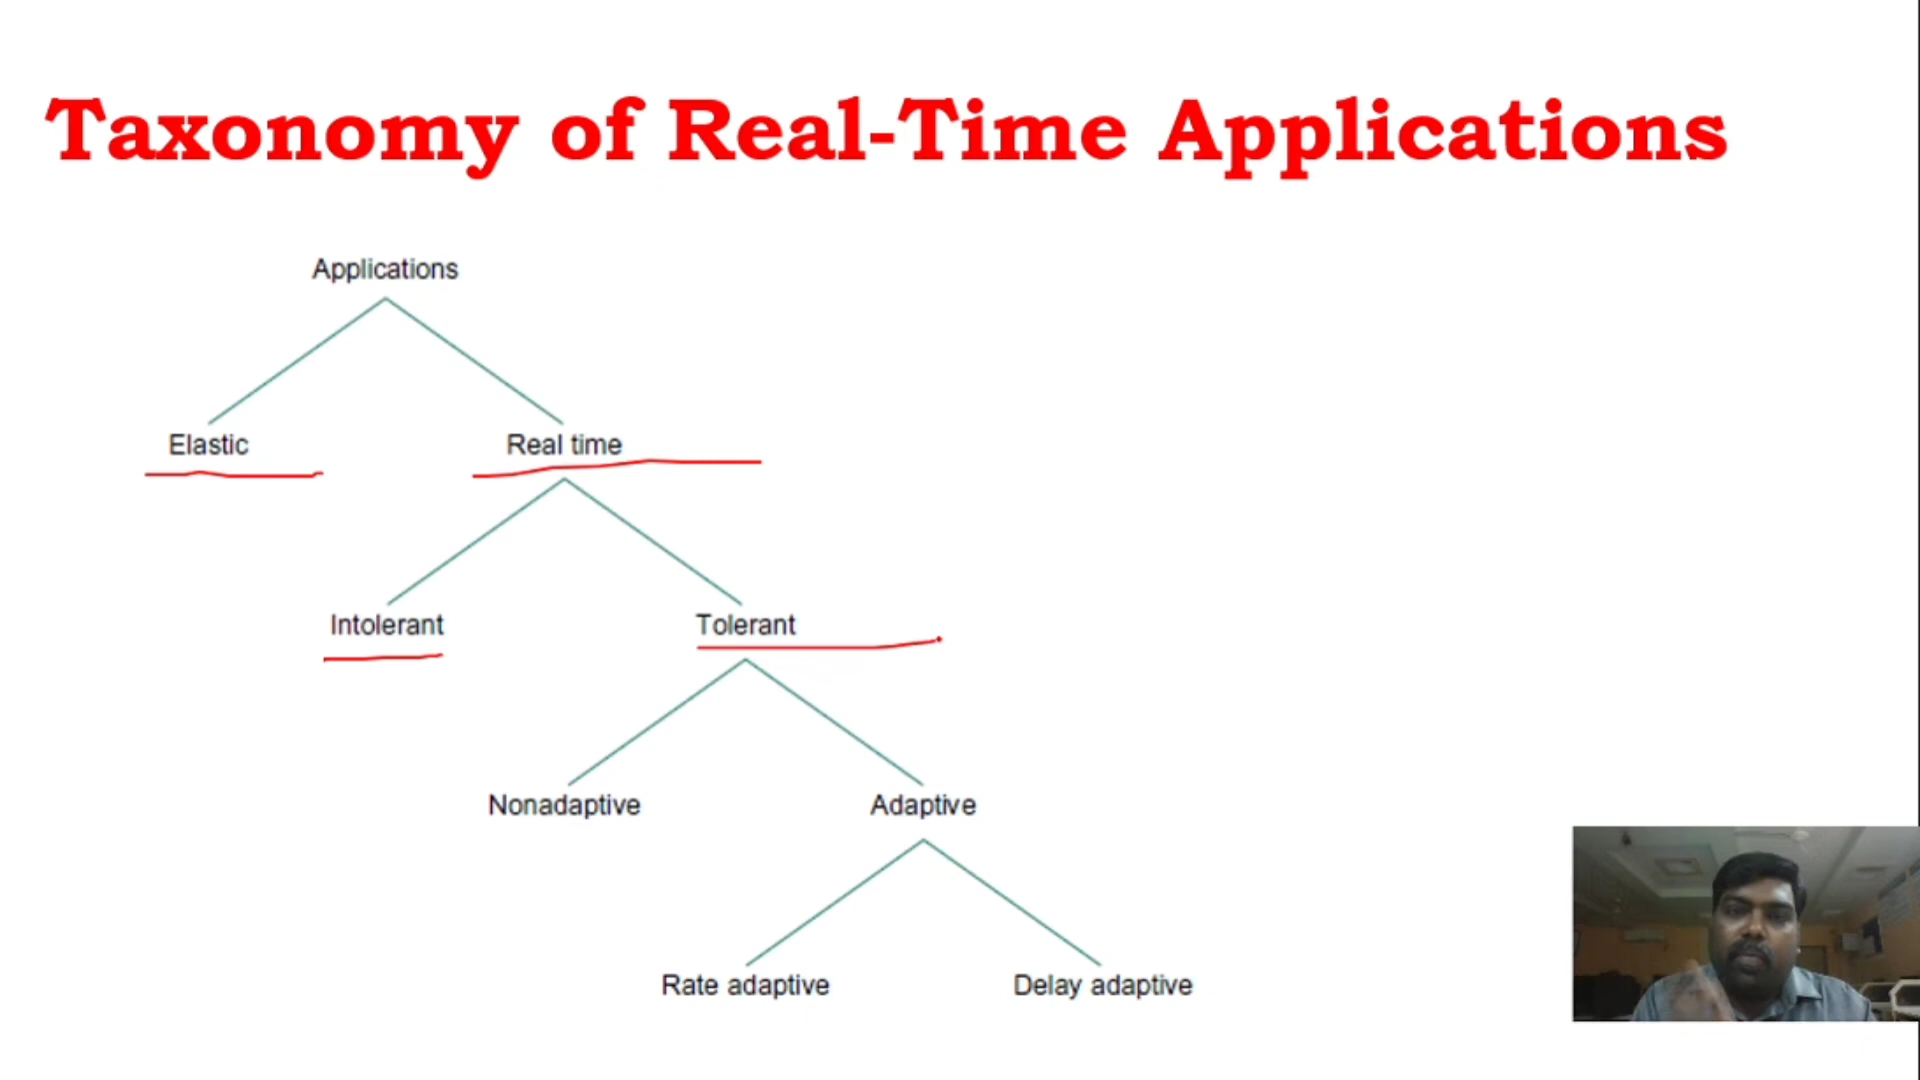 Taxonomy of Real-Time Applications
Applications
Elastic Real time
Intolerant Tolerant
Nonadaptive Adaptive
Rate adaptive Delay adaptive